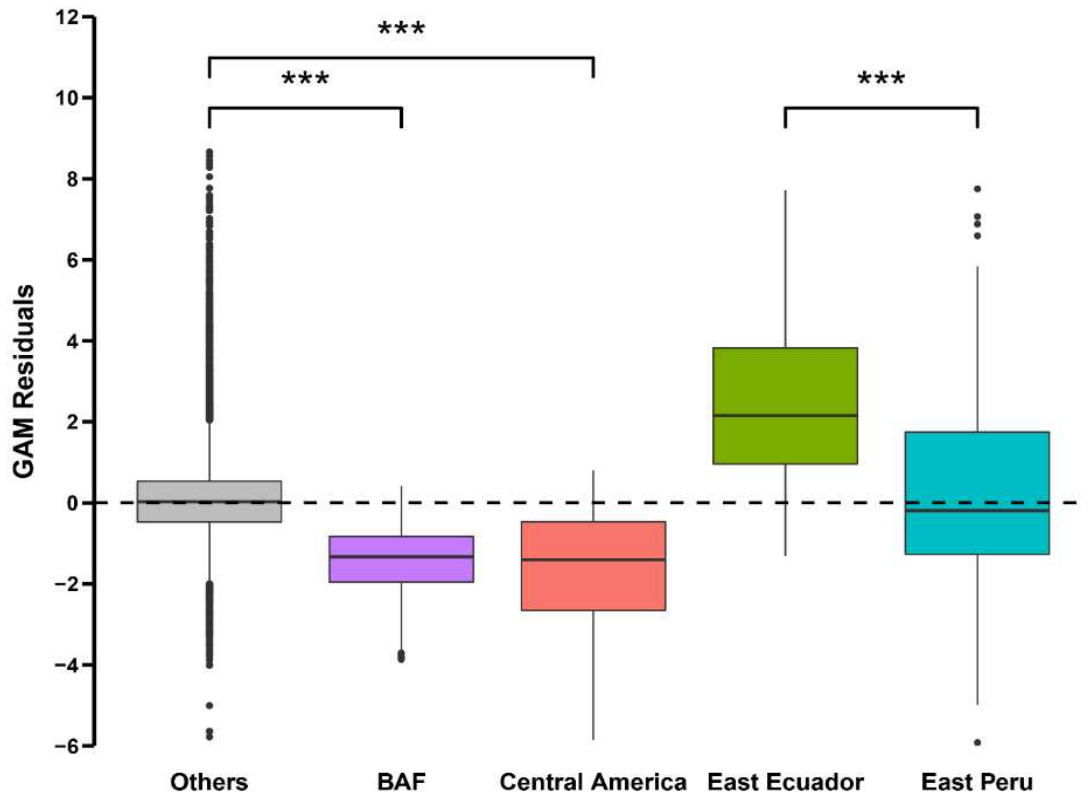 12
***
10
***
***
8
6
4
2
0
−2
−4
−6
GAM Residuals
Others
BAF
Central America
East Ecuador
East Peru